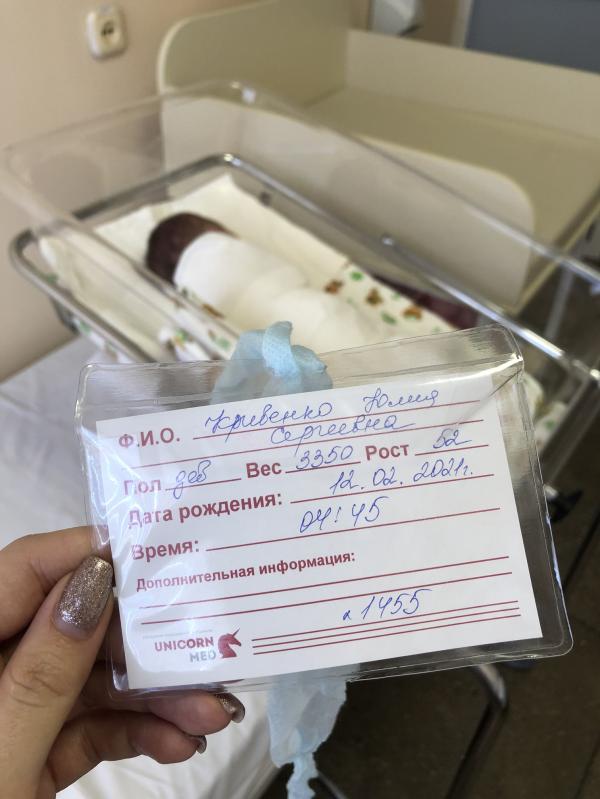 Ф.И.О. Кривенко Юлия
Сергеевна
Пол дев Вес 3350 Рост 52
Дата рождения: 12.02.2021г.
Время: 04:45
Дополнительная информация:
1455
UNICORN
MED